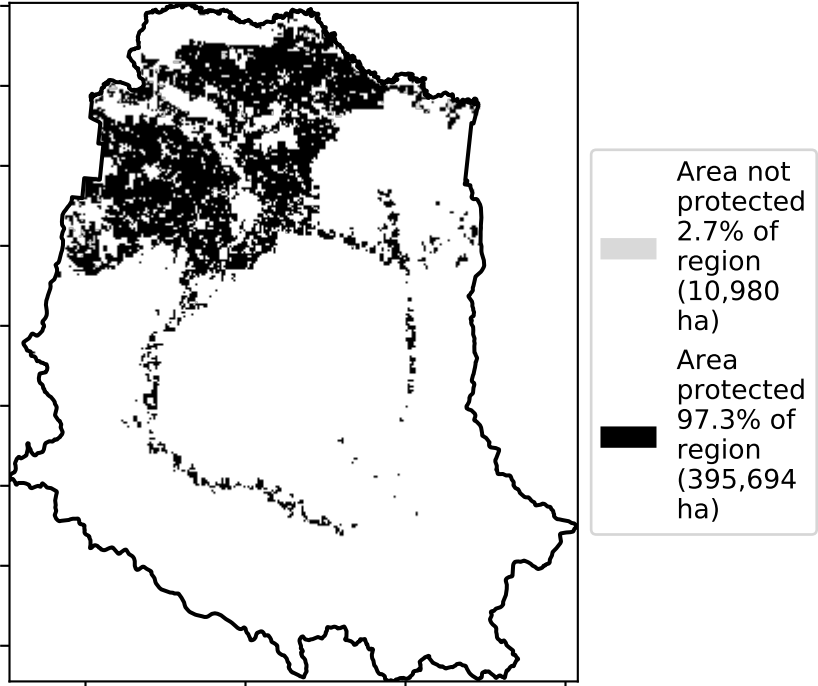 Area not
protected
2.7% of
region
(10,980
ha)
Area
protected
97.3% of
region
(395,694
ha)